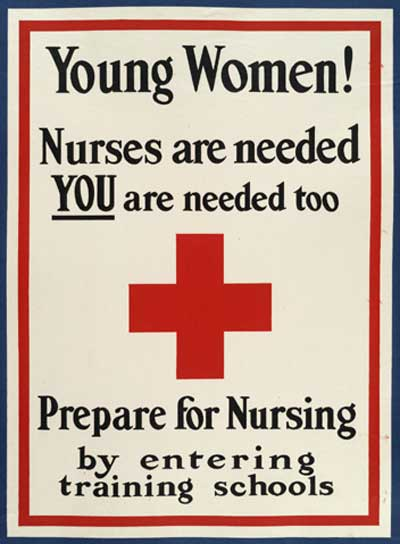 Young Women!
Nurses are needed
YOU are needed too
Prepare for Nursing
by entering
training schools